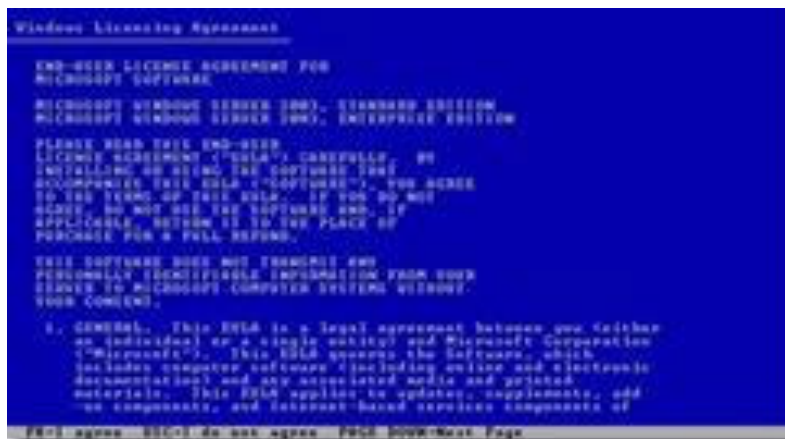 Windows Licensing Agreement
END-USER LICENSE AGREEMENT FOR
MICROSOFT SOFTWARE
MICROSOFT WINDOWS SERVER 2003, STANDARD EDITION
MICROSOFT WINDOWS SERVER 2003, ENTERPRISE EDITION
PLEASE READ THIS END-USER
LICENSE AGREEMENT ("EULA") CAREFULLY. BY
INSTALLING OR USING THE SOFTWARE THAT
ACCOMPANIES THIS EULA ("SOFTWARE"), YOU AGREE
TO THE TERMS OF THIS EULA. IF YOU DO NOT
AGREE, DO NOT USE THE SOFTWARE AND, IF
APPLICABLE, RETURN IT TO THE PLACE OF
PURCHASE FOR A FULL REFUND.
THIS SOFTWARE DOES NOT TRANSMIT ANY
PERSONALLY IDENTIFIABLE INFORMATION FROM YOUR
SERVER TO MICROSOFT COMPUTER SYSTEMS WITHOUT
YOUR CONSENT.
1. GENERAL. This EULA is a legal agreement between you (either
an individual or a single entity) and Microsoft Corporation
("Microsoft"). This EULA governs the Software, which
includes computer software (including online and electronic
documentation) and any associated media and printed
materials. This EULA applies to updates, supplements, add
-on components, and Internet-based services components of
F8=I agree ESC=I do not agree PAGE DOWN=Next Page